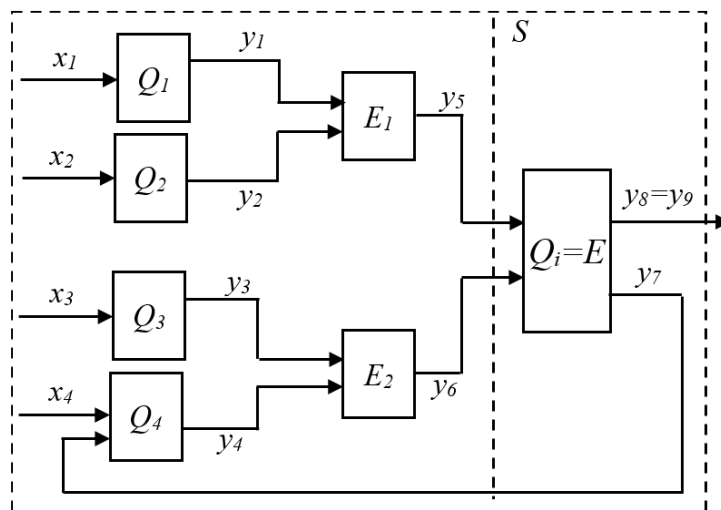 S
x₁
Q₁
y₁
x₂
Q₂
y₂
E₁
y₅
x₃
Q₃
y₃
x₄
Q₄
y₄
E₂
y₆
Qᵢ=E
y₈=y₉
y₇